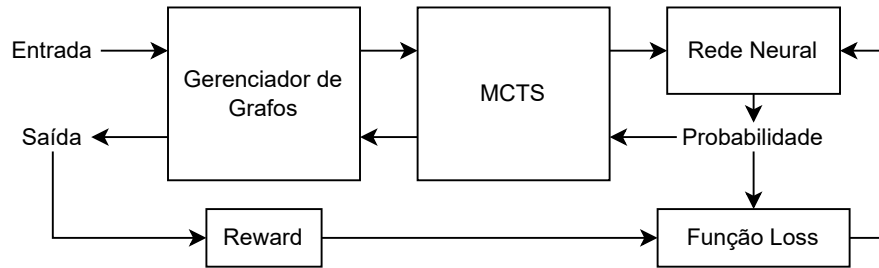 Entrada
Gerenciador de
Grafos
MCTS
Rede Neural
Saída
Probabilidade
Reward
Função Loss